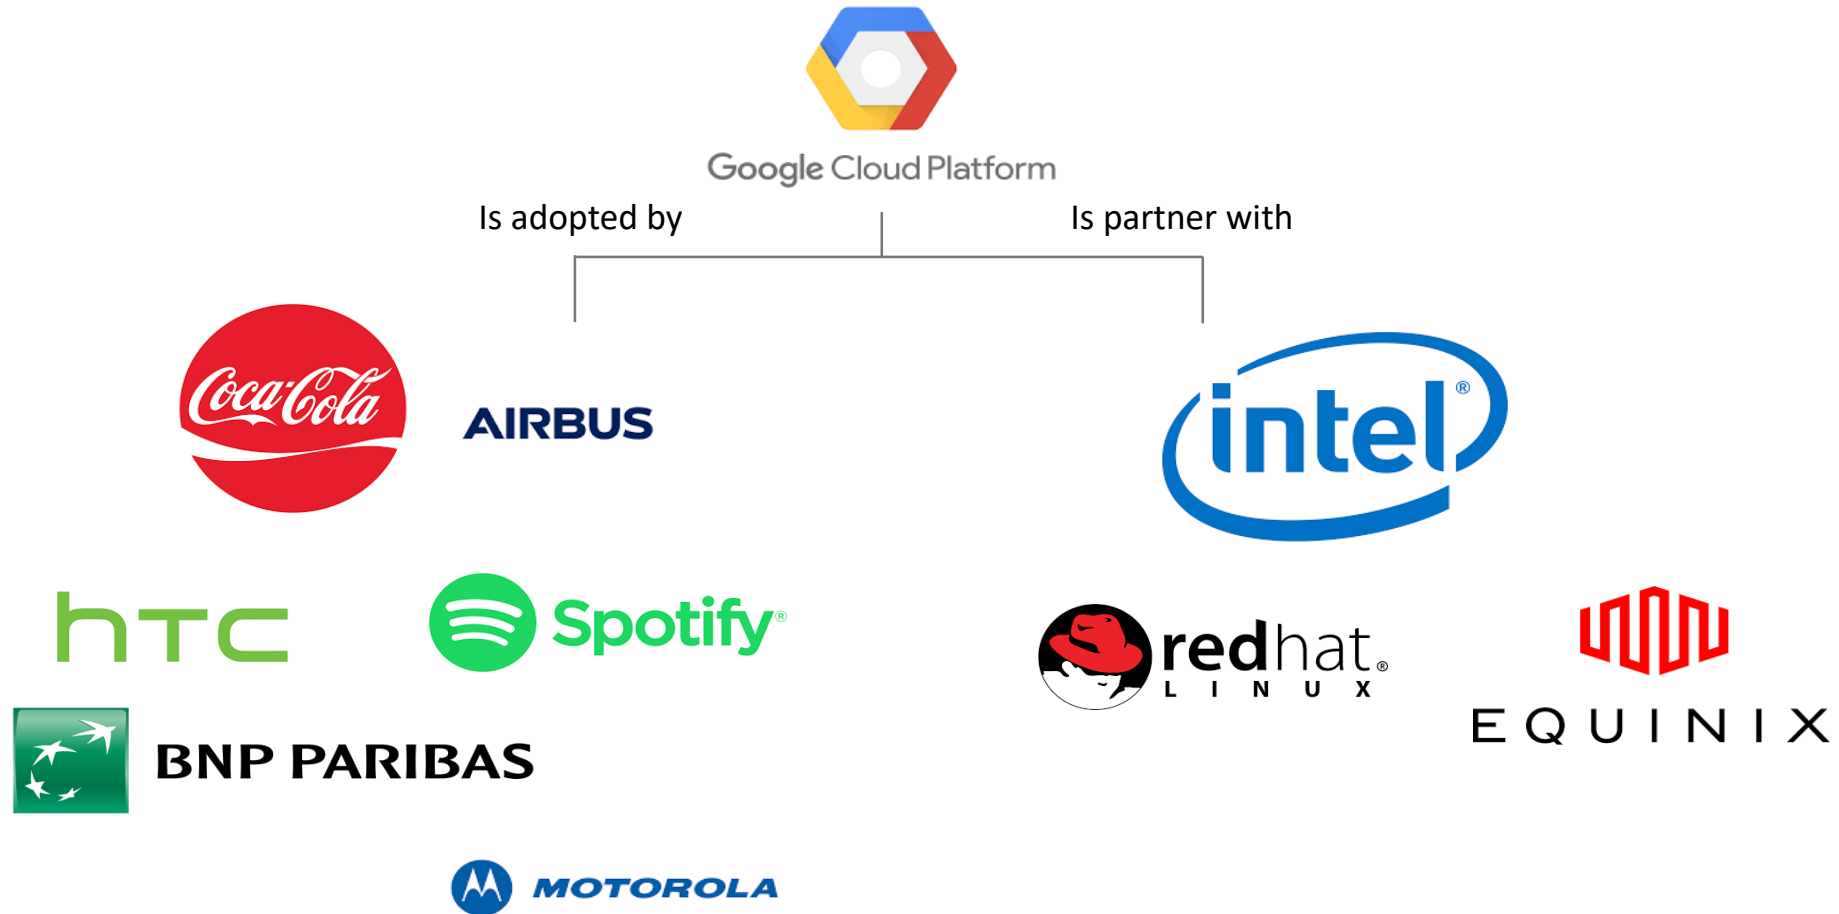 Google Cloud Platform
Is adopted by
Is partner with
Coca-Cola
AIRBUS
intel®
hTC
Spotify®
redhat®
LINUX
EQUINIX
BNP PARIBAS
MOTOROLA